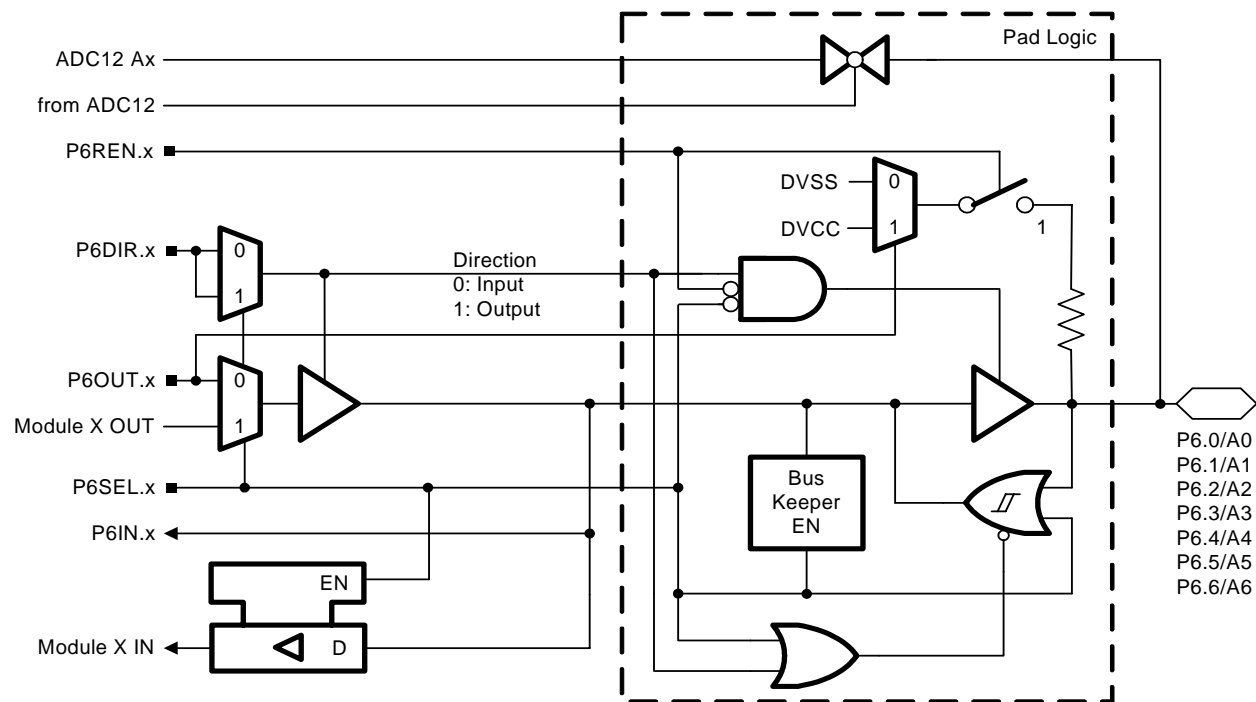 Pad Logic
ADC12 Ax
from ADC12
P6REN.x
DVSS
0
DVCC
1
1
P6DIR.x
0
1
Direction
0: Input
1: Output
P6OUT.x
0
Module X OUT
1
P6SEL.x
P6IN.x
Bus
Keeper
EN
P6.0/A0
P6.1/A1
P6.2/A2
P6.3/A3
P6.4/A4
P6.5/A5
P6.6/A6
EN
Module X IN
D